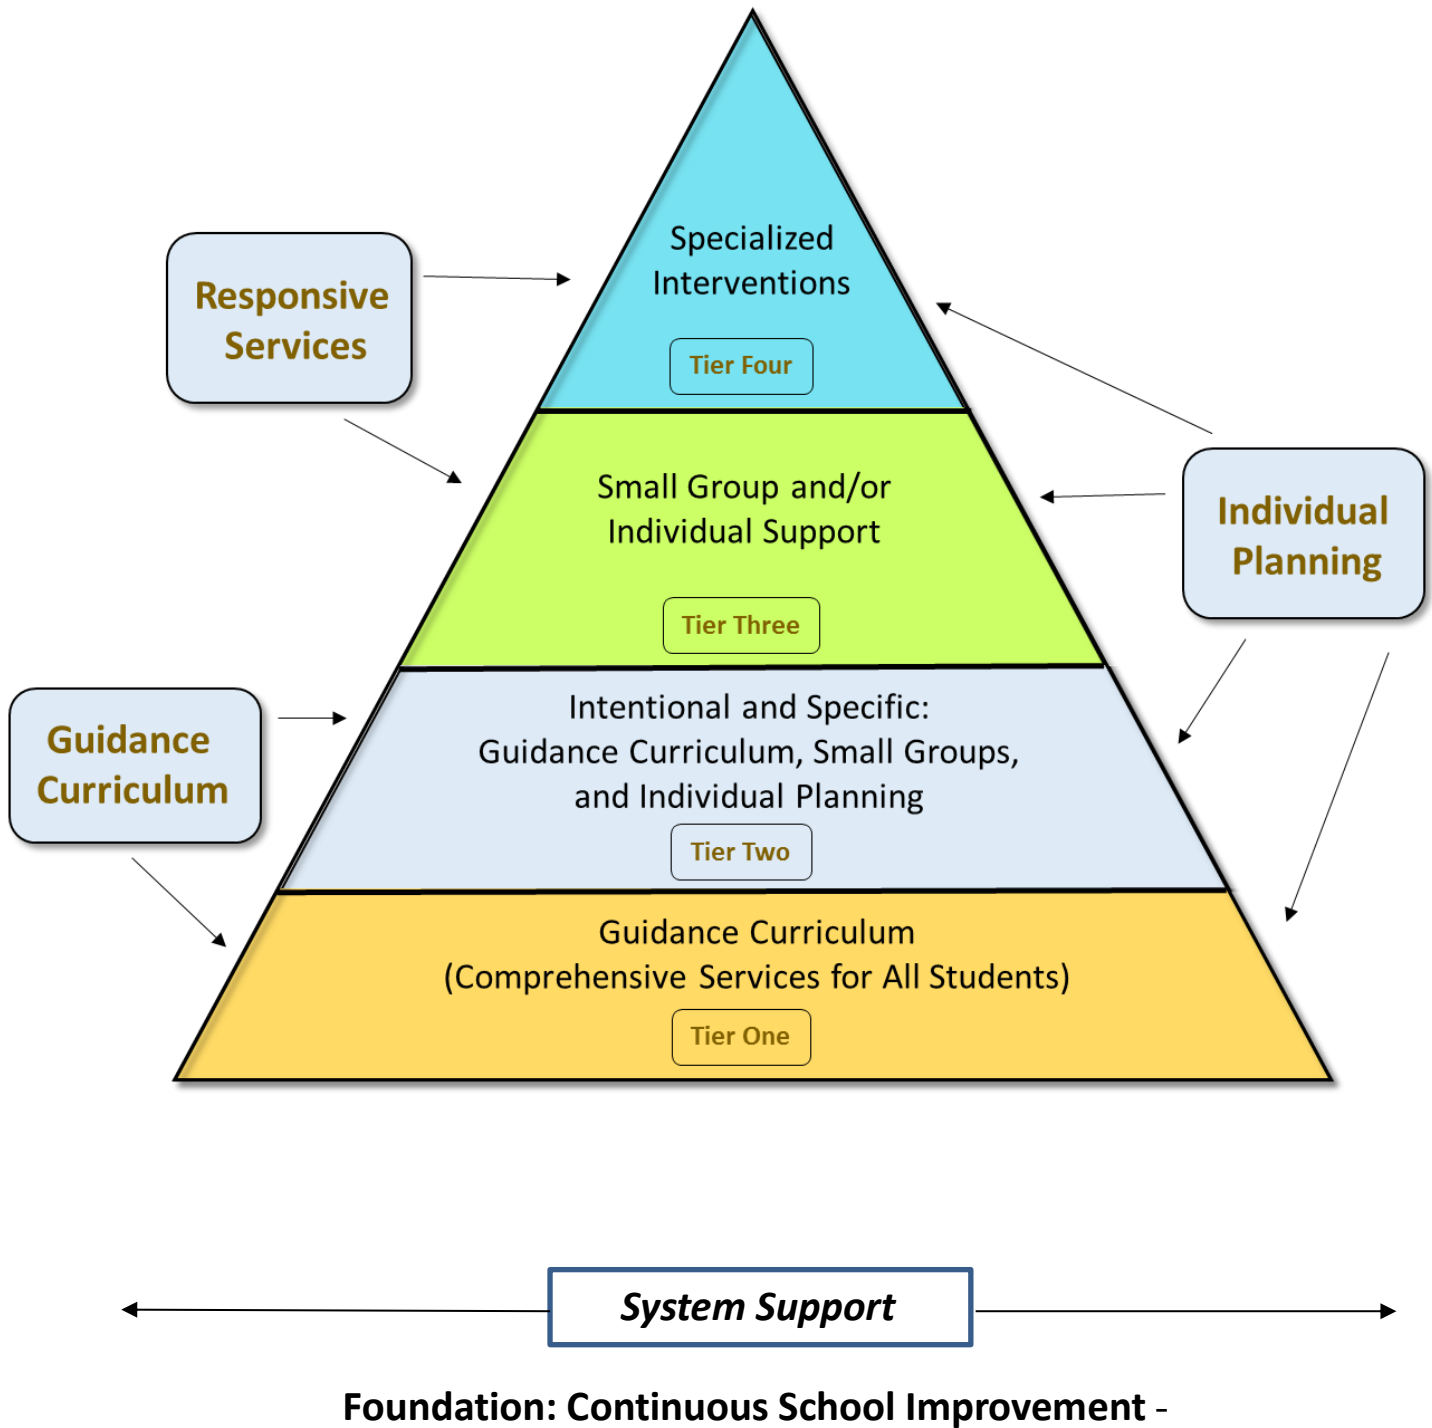 Specialized
Interventions
Tier Four
Responsive
Services
Small Group and/or
Individual Support
Tier Three
Individual
Planning
Guidance
Curriculum
Intentional and Specific:
Guidance Curriculum, Small Groups,
and Individual Planning
Tier Two
Guidance Curriculum
(Comprehensive Services for All Students)
Tier One
System Support
Foundation: Continuous School Improvement -